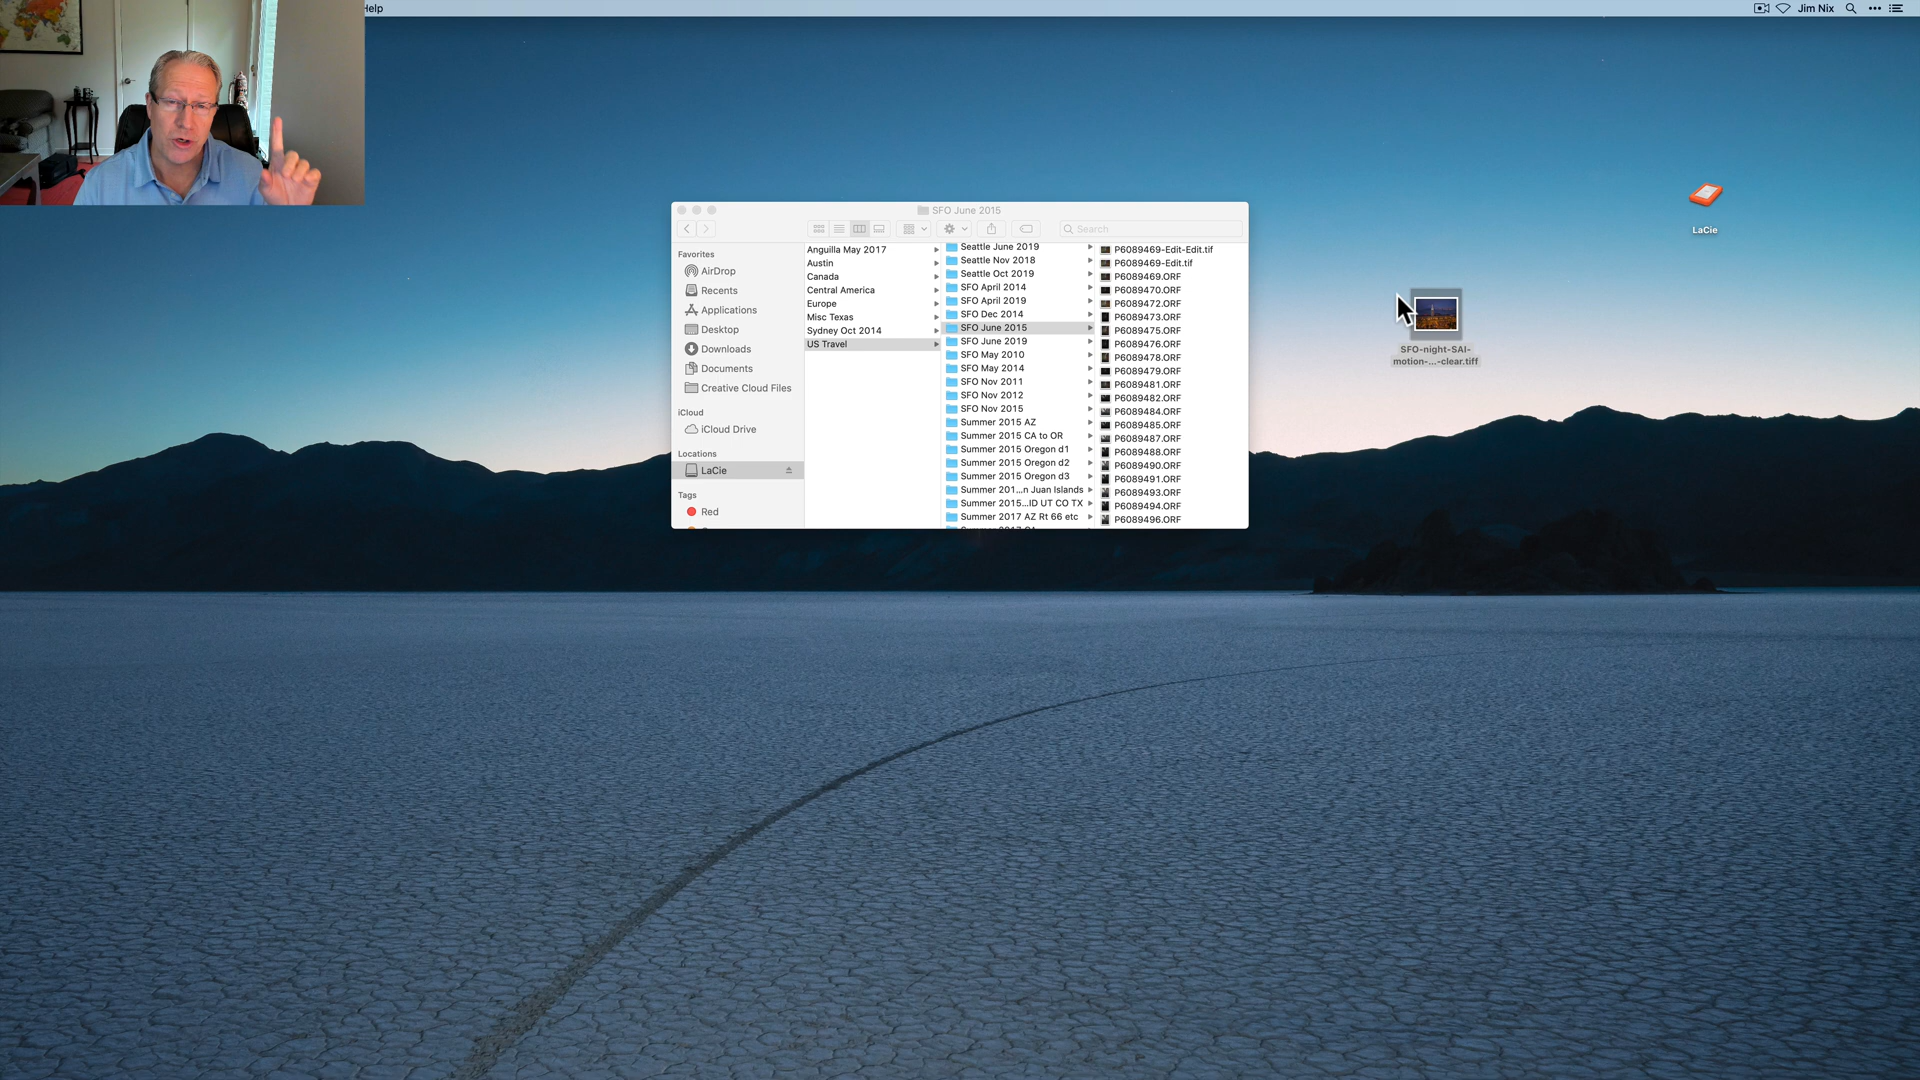 Help
Jim Nix
SFO June 2015
Search
Favorites
AirDrop
Recents
Applications
Desktop
Downloads
Documents
Creative Cloud Files
iCloud
iCloud Drive
Locations
LaCie
Tags
Red
Anguilla May 2017
Austin
Canada
Central America
Europe
Misc Texas
Sydney Oct 2014
US Travel
Seattle June 2019
Seattle Nov 2018
Seattle Oct 2019
SFO April 2014
SFO April 2019
SFO Dec 2014
SFO June 2015
SFO June 2019
SFO May 2010
SFO May 2014
SFO Nov 2011
SFO Nov 2012
SFO Nov 2015
Summer 2015 AZ
Summer 2015 CA to OR
Summer 2015 Oregon d1
Summer 2015 Oregon d2
Summer 2015 Oregon d3
Summer 201...n Juan Islands
Summer 2015...ID UT CO TX
Summer 2017 AZ Rt 66 etc
P6089469-Edit-Edit.tif
P6089469-Edit.tif
P6089469.ORF
P6089470.ORF
P6089472.ORF
P6089473.ORF
P6089475.ORF
P6089476.ORF
P6089478.ORF
P6089479.ORF
P6089481.ORF
P6089482.ORF
P6089484.ORF
P6089485.ORF
P6089487.ORF
P6089488.ORF
P6089490.ORF
P6089491.ORF
P6089493.ORF
P6089494.ORF
P6089496.ORF
SFO-night-SAI-
motion-...-clear.tiff
LaCie